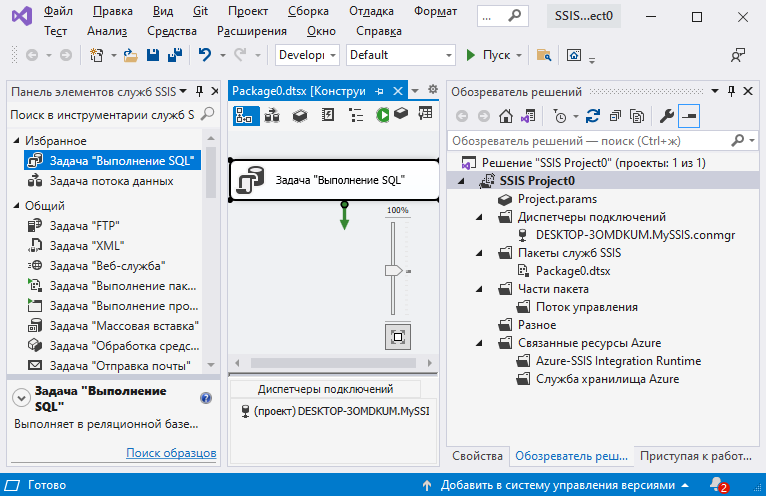 Файл Правка Вид Git Проект Сборка Отладка Формат ... SSIS...ect0
Тест Анализ Средства Расширения Окно Справка
Develop Default Пуск
Панель элементов служб SSIS
Поиск в инструментарии служб S
Избранное
Задача "Выполнение SQL"
Задача потока данных
Общий
Задача "FTP"
Задача "XML"
Задача "Веб-служба"
Задача "Выполнение пак...
Задача "Выполнение про...
Задача "Массовая вставка"
Задача "Обработка средс...
Задача "Отправка почты"
Задача "Выполнение
SQL"
Выполняет в реляционной базе...
Поиск образцов
Package0.dtsx [Конструи
Задача "Выполнение SQL"
100%
Диспетчеры подключений
(проект) DESKTOP-3OMDKUM.MySSI
Обозреватель решений
Обозреватель решений — поиск (Ctrl+ж)
Решение "SSIS Project0" (проекты: 1 из 1)
SSIS Project0
Project.params
Диспетчеры подключений
DESKTOP-3OMDKUM.MySSIS.conmgr
Пакеты служб SSIS
Package0.dtsx
Части пакета
Поток управления
Разное
Связанные ресурсы Azure
Azure-SSIS Integration Runtime
Служба хранилища Azure
Свойства Обозреватель реш... Приступая к работ...
Готово Добавить в систему управления версиями 2